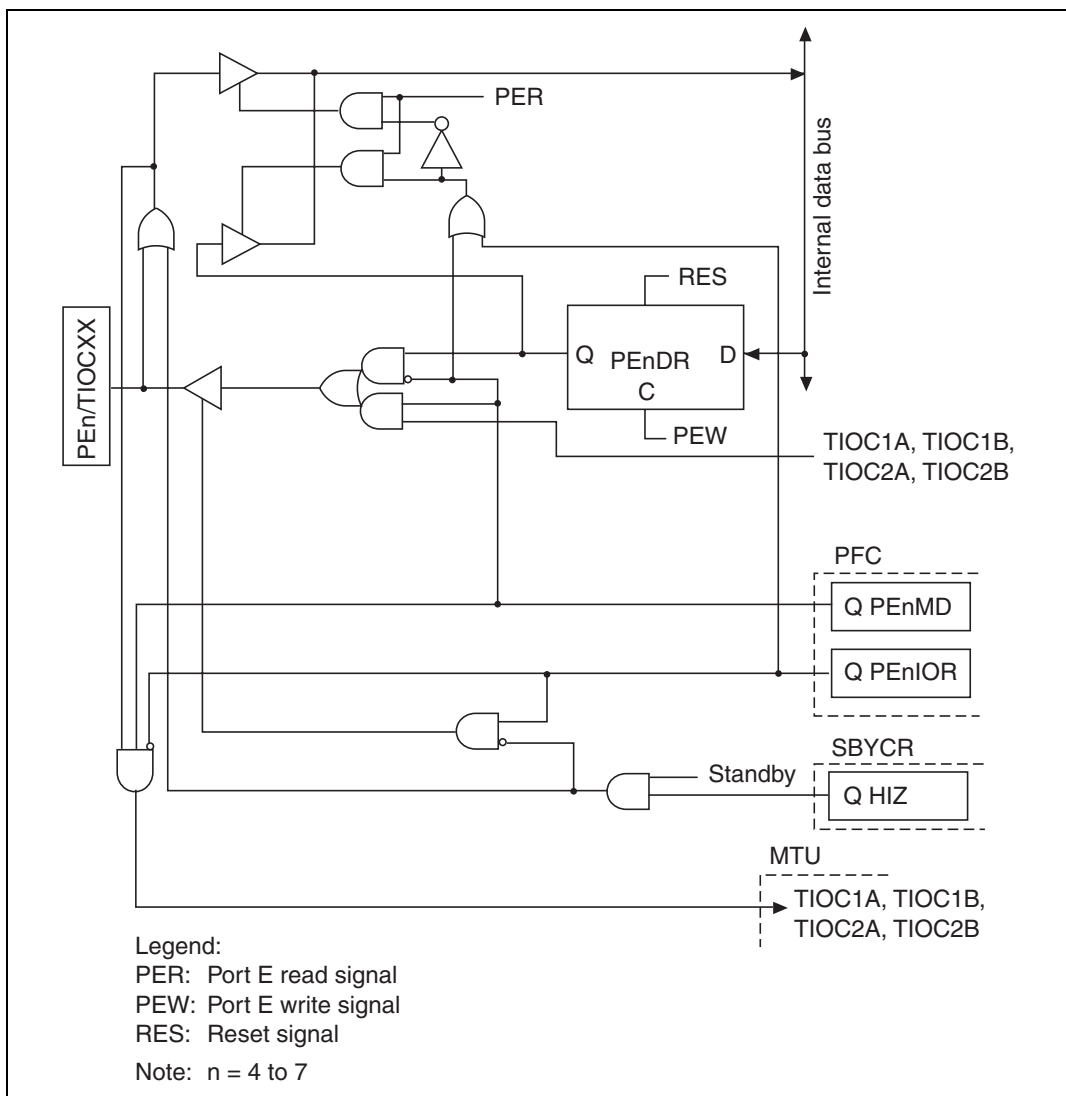 PER
Internal data bus
RES
Q
PEnDR
D
C
PEW
PEn/TIOCXX
TIOC1A, TIOC1B,
TIOC2A, TIOC2B
PFC
Q PEnMD
Q PEnIOR
SBYCR
Standby
Q HIZ
MTU
TIOC1A, TIOC1B,
TIOC2A, TIOC2B
Legend:
PER: Port E read signal
PEW: Port E write signal
RES: Reset signal
Note: n = 4 to 7